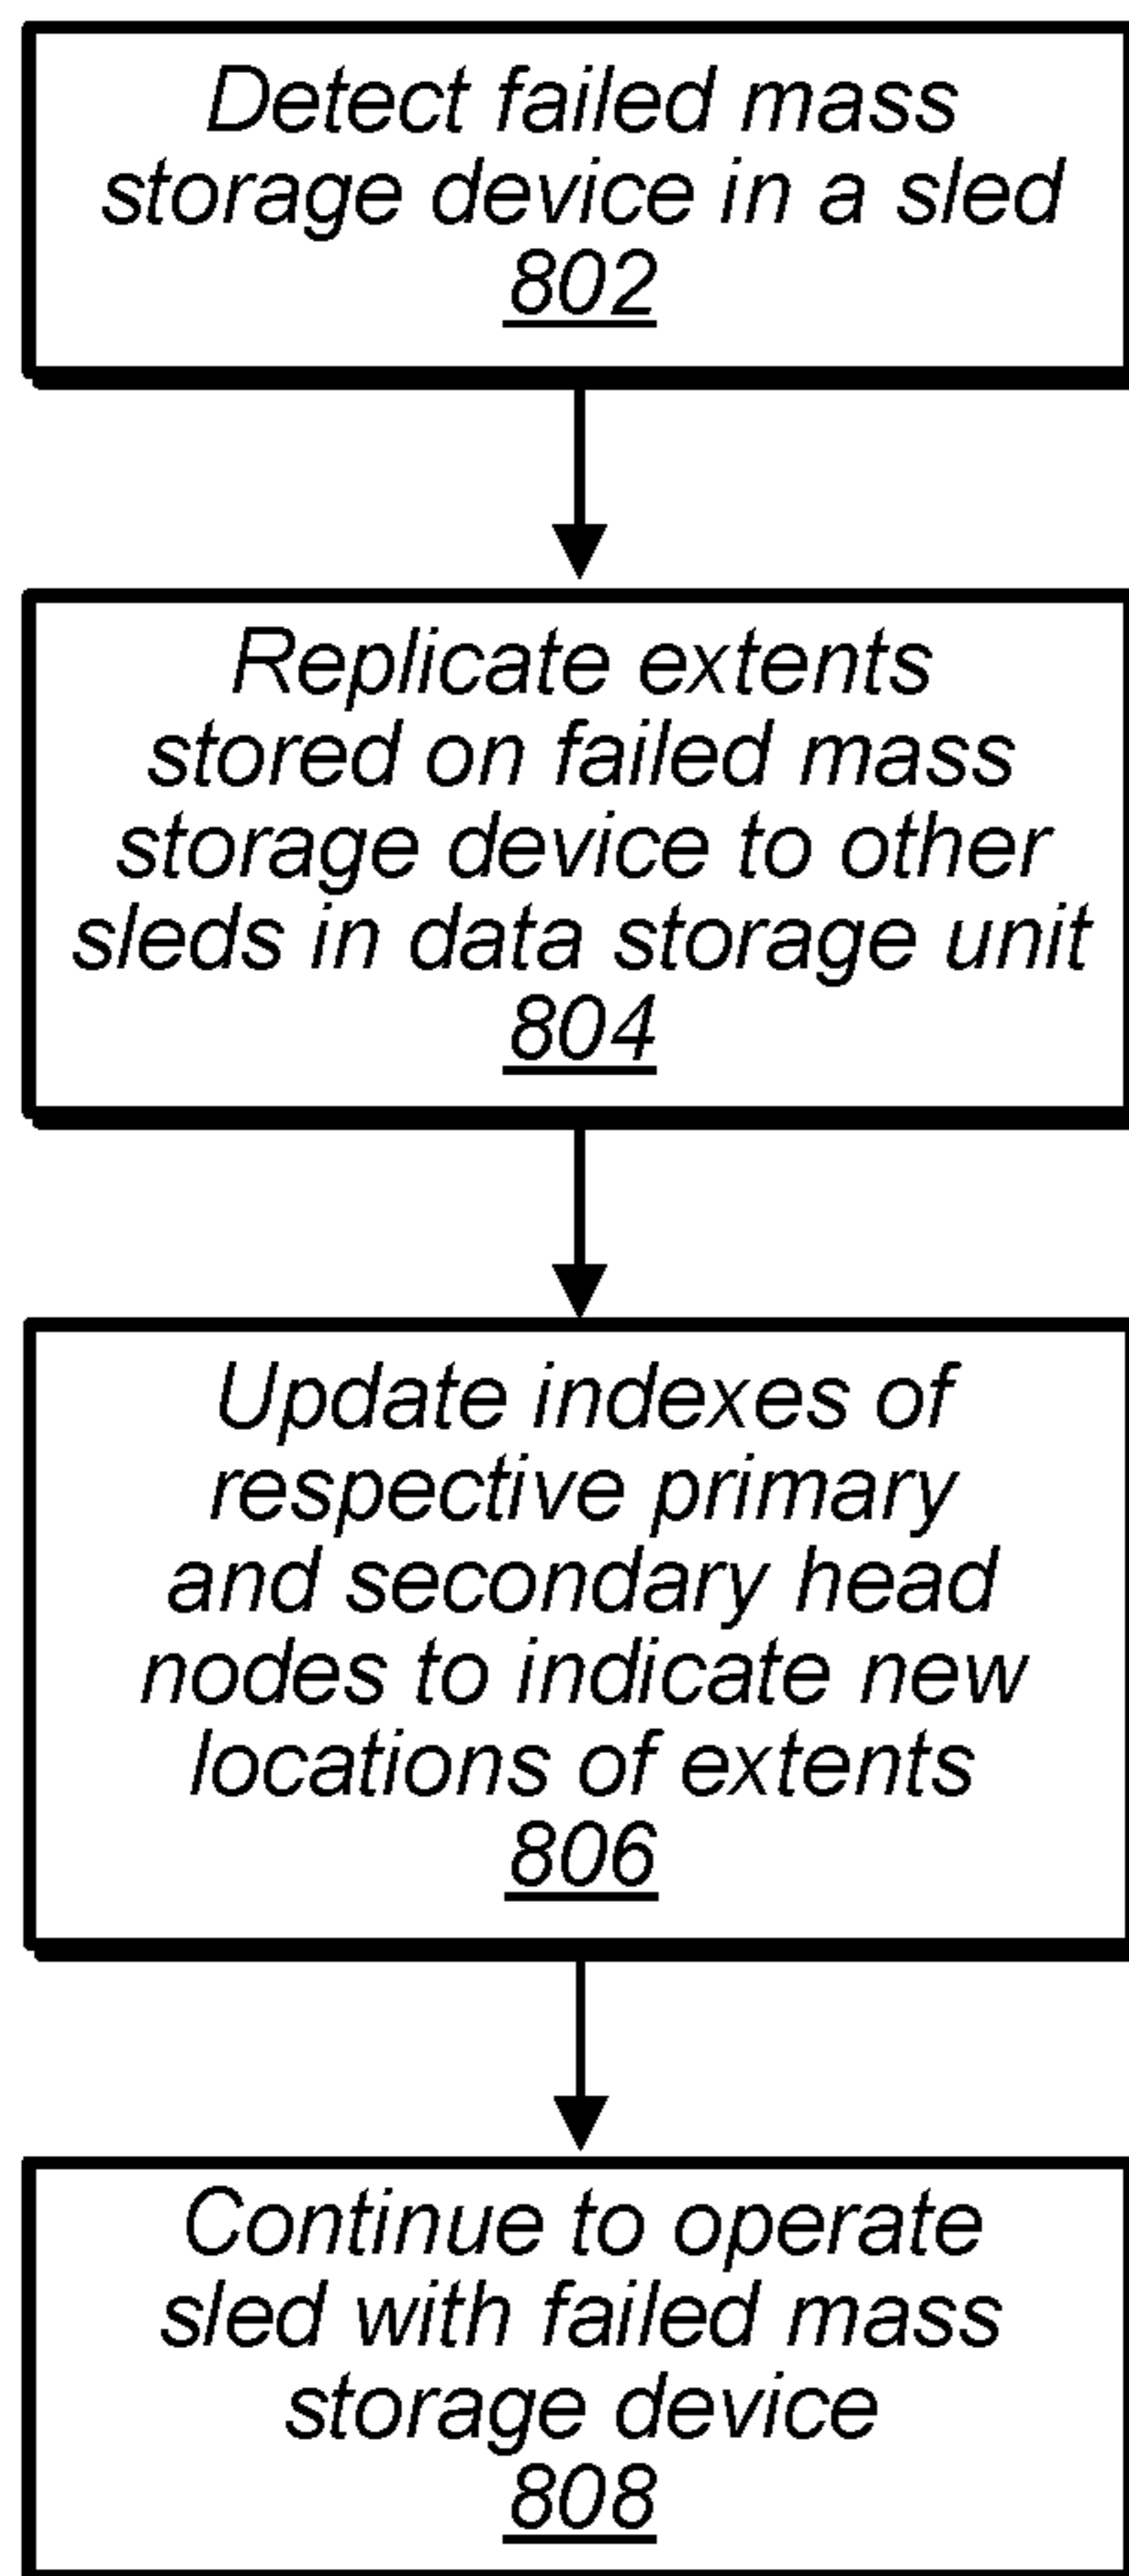 Detect failed mass
storage device in a sled
802
Replicate extents
stored on failed mass
storage device to other
sleds in data storage unit
804
Update indexes of
respective primary
and secondary head
nodes to indicate new
locations of extents
806
Continue to operate
sled with failed mass
storage device
808